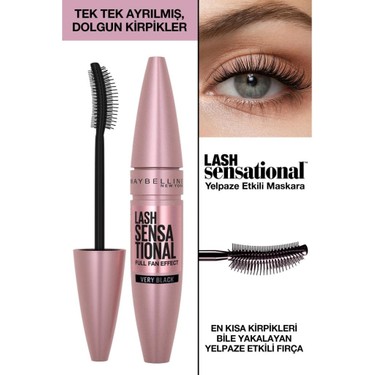 TEK TEK AYRILMIŞ,
DOLGUN KİRPİKLER
MAYBELLINE
NEW YORK
LASH
SENSA
TIONAL
FULL FAN EFFECT
VERY BLACK
LASH
sensational
Yelpaze Etkili Maskara
EN KISA KİRPİKLERİ
BİLE YAKALAYAN
YELPAZE ETKİLİ FIRÇA